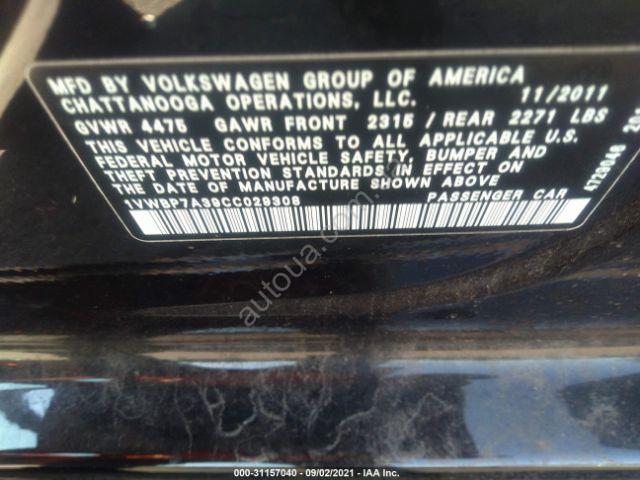 MFD BY VOLKSWAGEN GROUP OF AMERICA
CHATTANOOGA OPERATIONS, LLC. 11/2011
GVWR 4475 GAWR FRONT 2315 / REAR 2271 LBS
THIS VEHICLE CONFORMS TO ALL APPLICABLE U.S.
FEDERAL MOTOR VEHICLE SAFETY, BUMPER AND
THEFT PREVENTION STANDARDS IN EFFECT ON
THE DATE OF MANUFACTURE SHOWN ABOVE.
1VWBP7A39CC029308 PASSENGER CAR
autoua.com
000-31157040 - 09/02/2021 - IAA Inc.